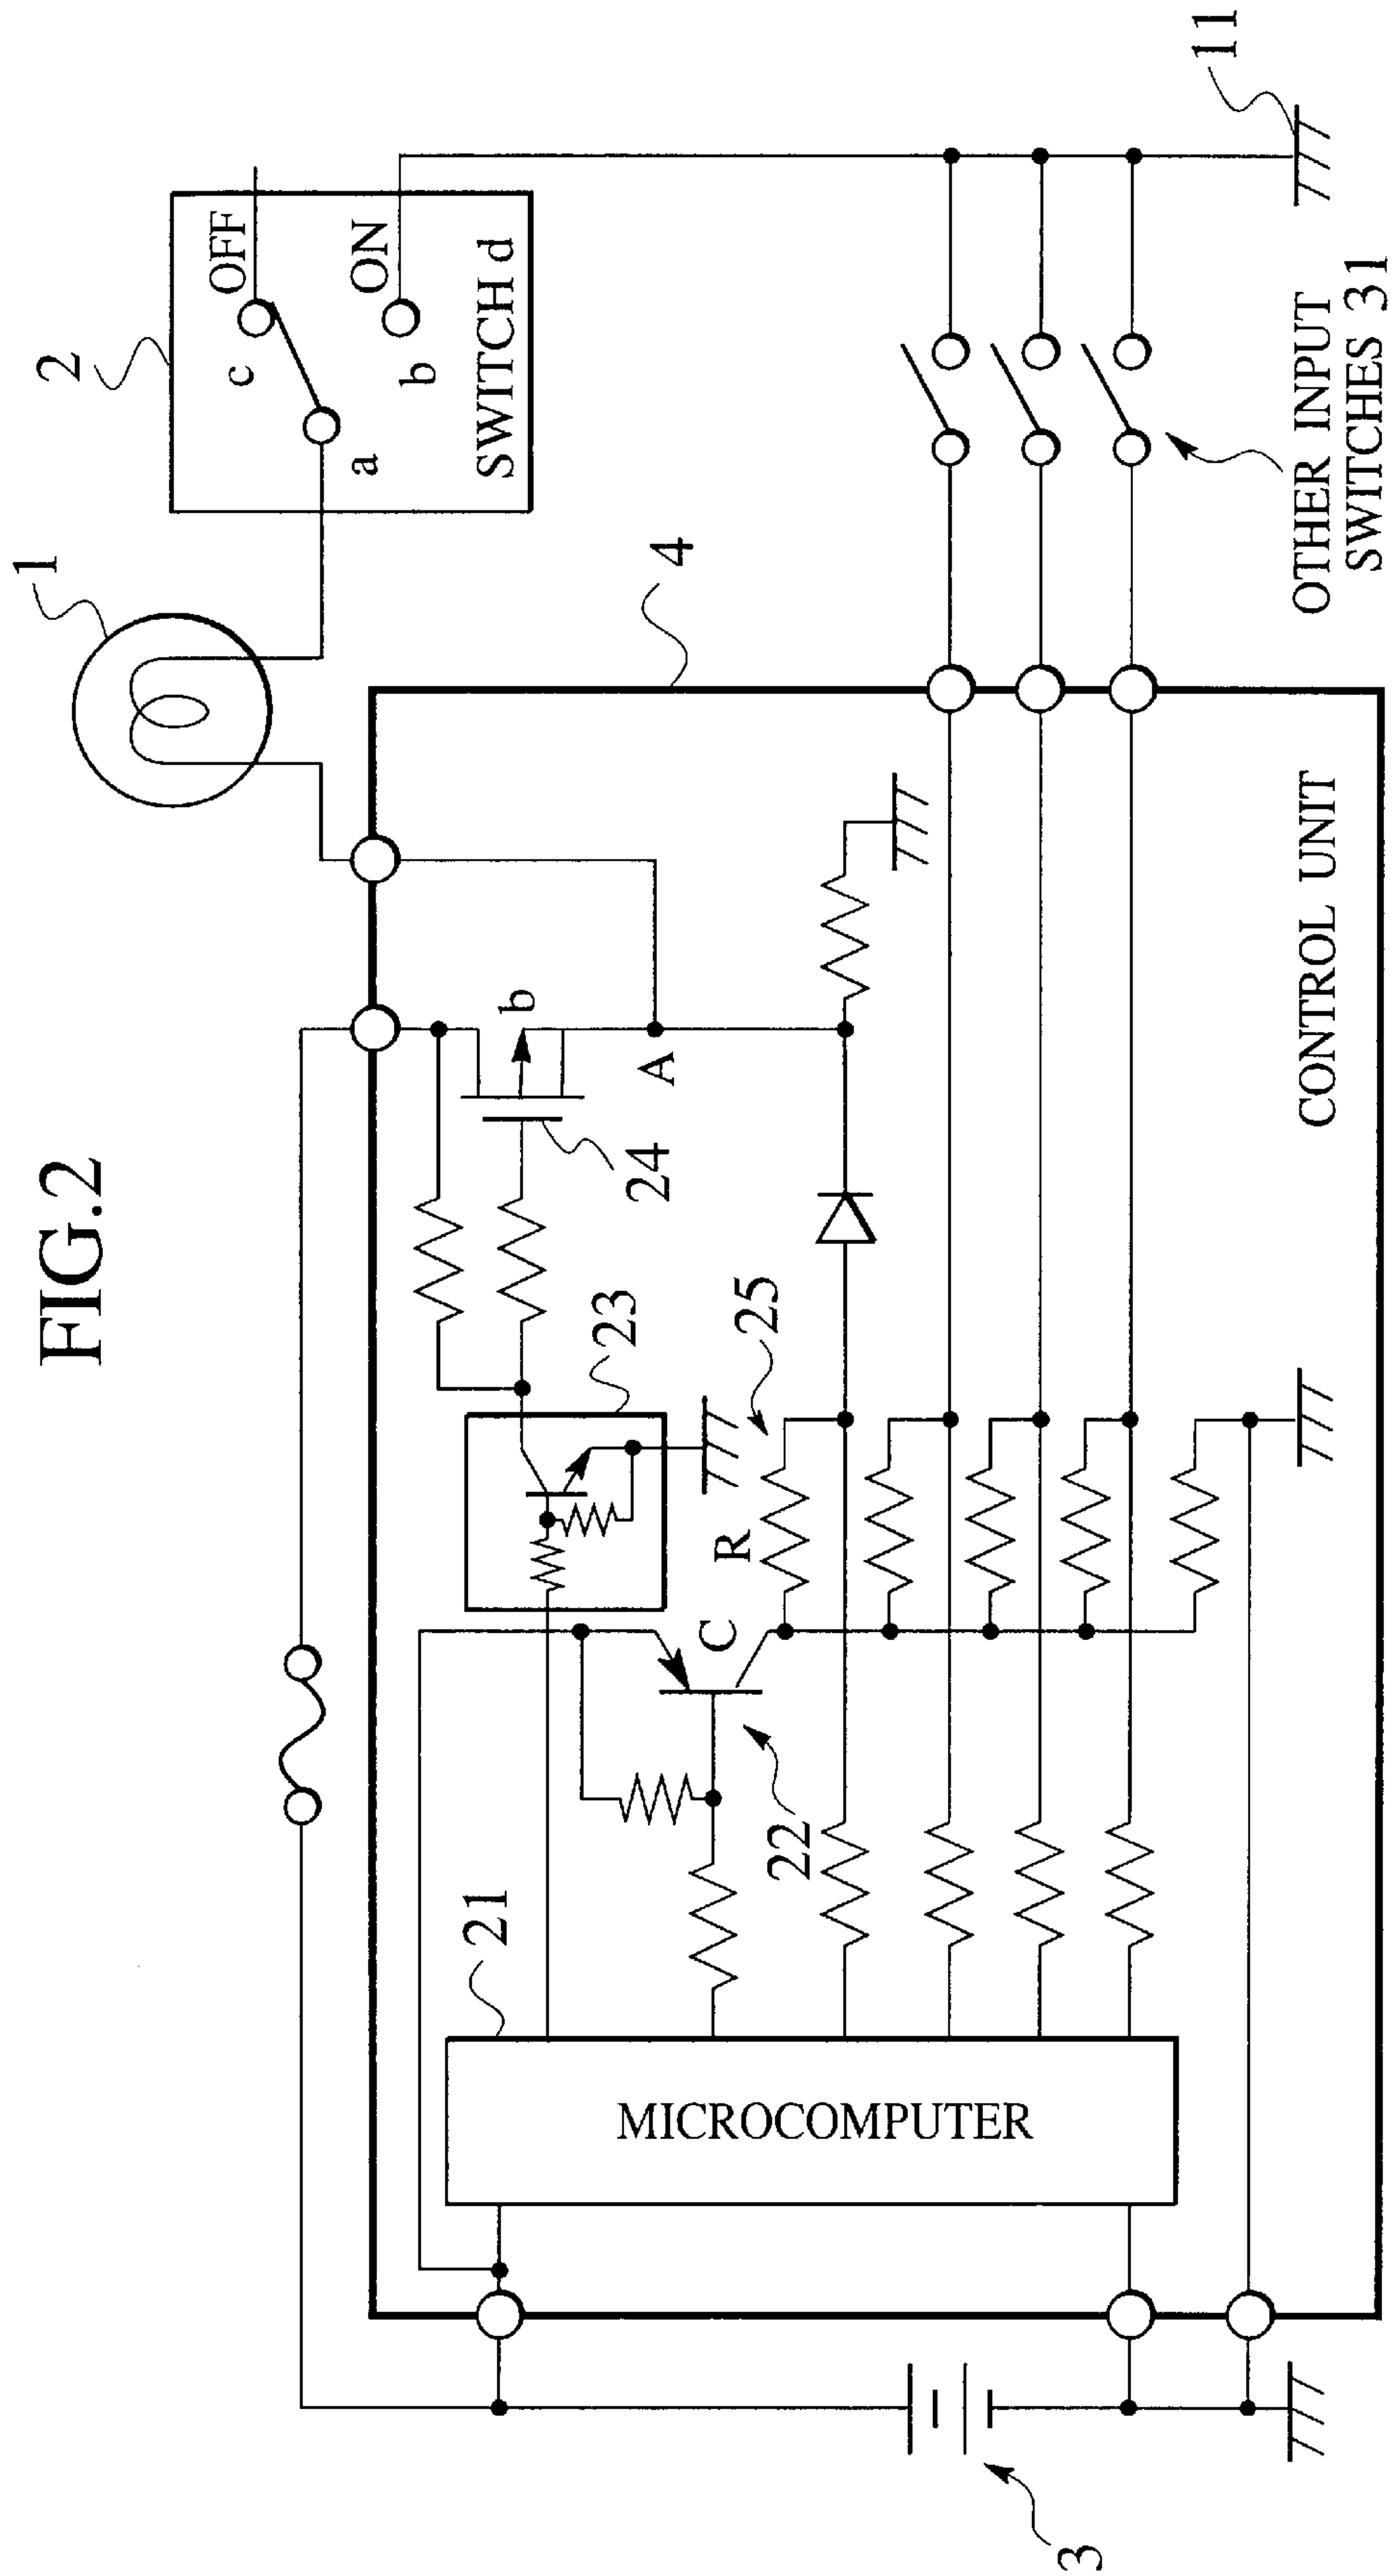 FIG.2
1
2
OFF
c
a
ON
b
SWITCH d
11
4
OTHER INPUT
SWITCHES 31
b
A
24
23
25
R
C
22
21
MICROCOMPUTER
CONTROL UNIT
3